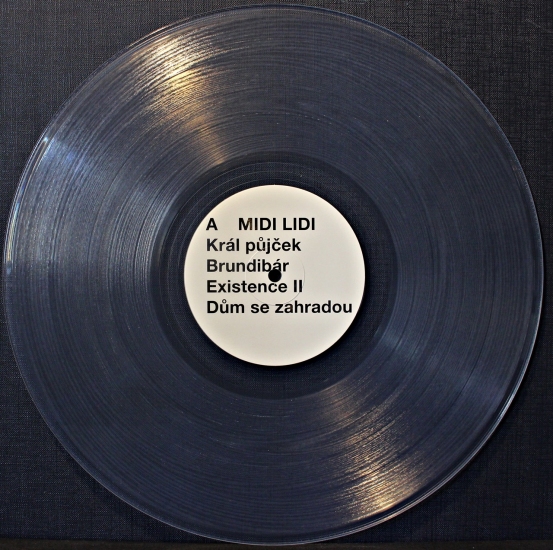 A MIDI LIDI
Král půjček
Brundibár
Existence II
Dům se zahradou